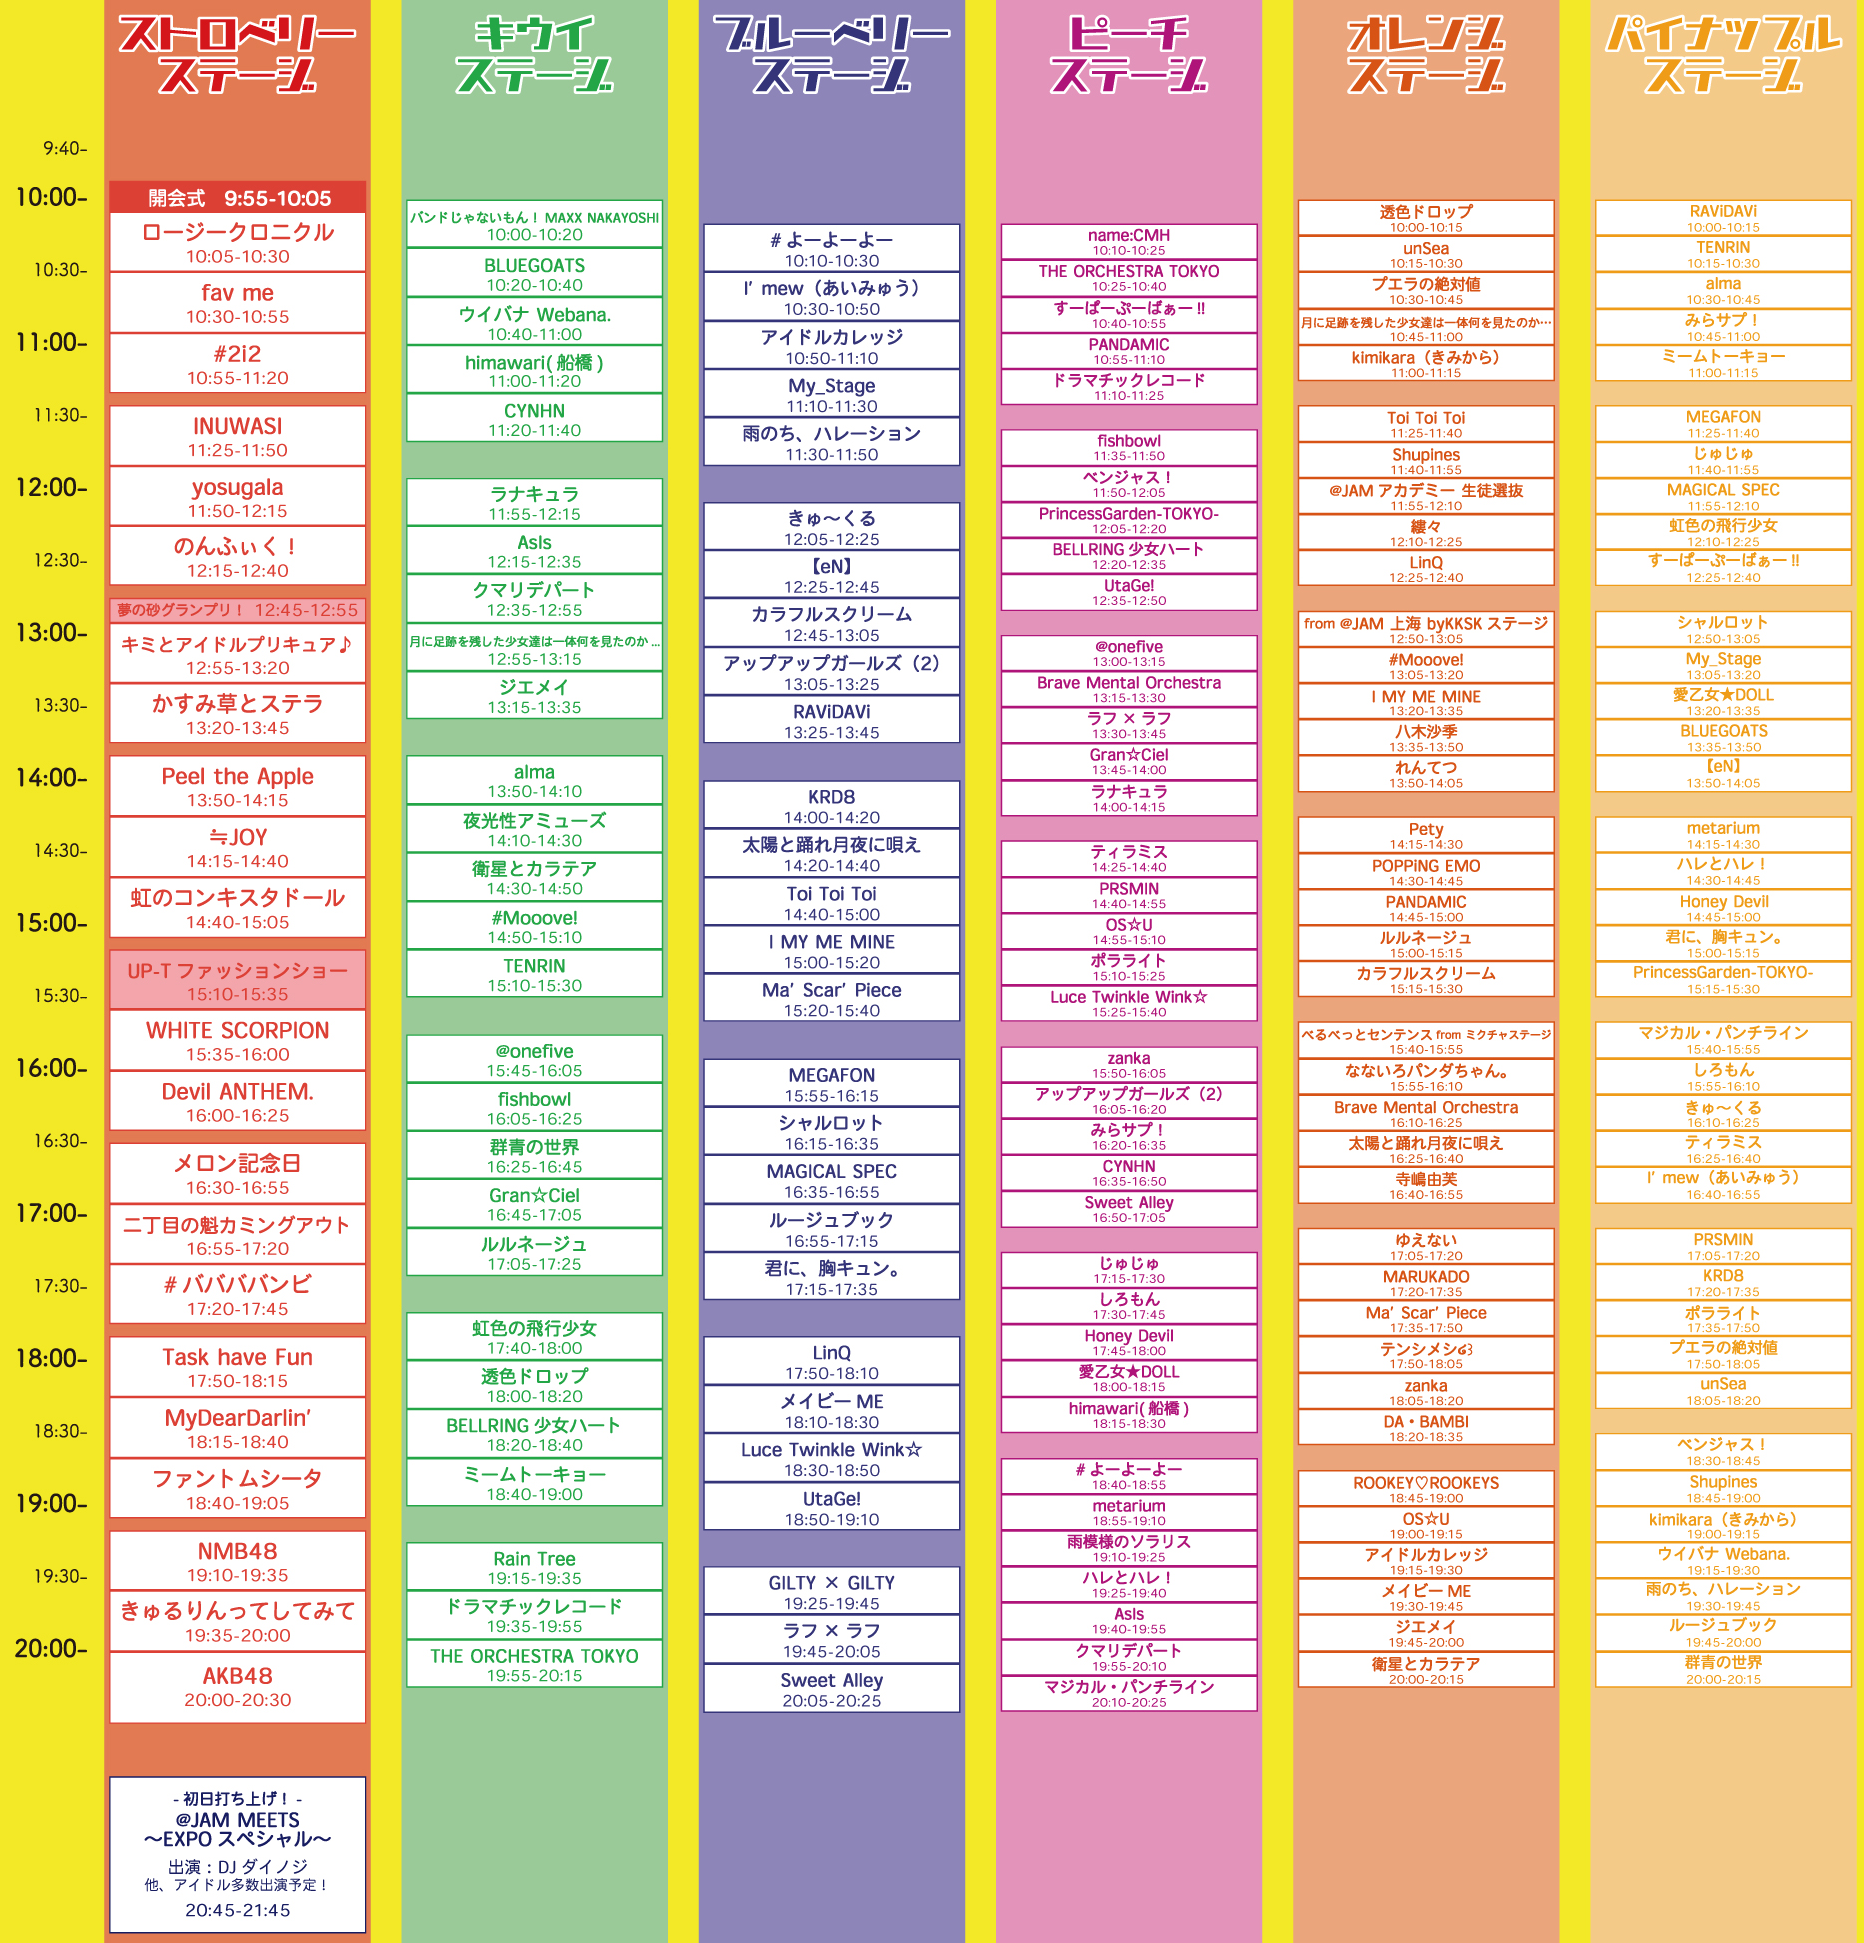 ストロベリー
ステージ
キウイ
ステージ
ブルーベリー
ステージ
ピーチ
ステージ
オレンジ
ステージ
パイナップル
ステージ
9:40-
10:00-
10:30-
11:00-
11:30-
12:00-
12:30-
13:00-
13:30-
14:00-
14:30-
15:00-
15:30-
16:00-
16:30-
17:00-
17:30-
18:00-
18:30-
19:00-
19:30-
20:00-
開会式 9:55-10:05
ロージークロニクル
10:05-10:30
fav me
10:30-10:55
#2i2
10:55-11:20
INUWASI
11:25-11:50
yosugala
11:50-12:15
のんふぃく！
12:15-12:40
夢の砂グランプリ！ 12:45-12:55
キミとアイドルプリキュア♪
12:55-13:20
かすみ草とステラ
13:20-13:45
Peel the Apple
13:50-14:15
≒JOY
14:15-14:40
虹のコンキスタドール
14:40-15:05
UP-T ファッションショー
15:10-15:35
WHITE SCORPION
15:35-16:00
Devil ANTHEM.
16:00-16:25
メロン記念日
16:30-16:55
二丁目の魁カミングアウト
16:55-17:20
# ババババンビ
17:20-17:45
Task have Fun
17:50-18:15
MyDearDarlin’
18:15-18:40
ファントムシータ
18:40-19:05
NMB48
19:10-19:35
きゅるりんってしてみて
19:35-20:00
AKB48
20:00-20:30
- 初日打ち上げ！ -
@JAM MEETS
〜EXPO スペシャル〜
出演：DJ ダイノジ
他、アイドル多数出演予定！
20:45-21:45
バンドじゃないもん！ MAXX NAKAYOSHI
10:00-10:20
BLUEGOATS
10:20-10:40
ウイバナ Webana.
10:40-11:00
himawari( 船橋 )
11:00-11:20
CYNHN
11:20-11:40
ラナキュラ
11:55-12:15
AsIs
12:15-12:35
クマリデパート
12:35-12:55
月に足跡を残した少女達は一体何を見たのか ...
12:55-13:15
ジエメイ
13:15-13:35
alma
13:50-14:10
夜光性アミューズ
14:10-14:30
衛星とカラテア
14:30-14:50
#Mooove!
14:50-15:10
TENRIN
15:10-15:30
@onefive
15:45-16:05
fishbowl
16:05-16:25
群青の世界
16:25-16:45
Gran☆Ciel
16:45-17:05
ルルネージュ
17:05-17:25
虹色の飛行少女
17:40-18:00
透色ドロップ
18:00-18:20
BELLRING 少女ハート
18:20-18:40
ミームトーキョー
18:40-19:00
Rain Tree
19:15-19:35
ドラマチックレコード
19:35-19:55
THE ORCHESTRA TOKYO
19:55-20:15
# よーよーよー
10:10-10:30
I’ mew（あいみゅう）
10:30-10:50
アイドルカレッジ
10:50-11:10
My_Stage
11:10-11:30
雨のち、ハレーション
11:30-11:50
きゅ〜くる
12:05-12:25
【eN】
12:25-12:45
カラフルスクリーム
12:45-13:05
アップアップガールズ（2）
13:05-13:25
RAViDAVi
13:25-13:45
KRD8
14:00-14:20
太陽と踊れ月夜に唄え
14:20-14:40
Toi Toi Toi
14:40-15:00
I MY ME MINE
15:00-15:20
Ma’ Scar’ Piece
15:20-15:40
MEGAFON
15:55-16:15
シャルロット
16:15-16:35
MAGICAL SPEC
16:35-16:55
ルージュブック
16:55-17:15
君に、胸キュン。
17:15-17:35
LinQ
17:50-18:10
メイビー ME
18:10-18:30
Luce Twinkle Wink☆
18:30-18:50
UtaGe!
18:50-19:10
GILTY × GILTY
19:25-19:45
ラフ × ラフ
19:45-20:05
Sweet Alley
20:05-20:25
name:CMH
10:10-10:25
THE ORCHESTRA TOKYO
10:25-10:40
すーぱーぷーばぁー !!
10:40-10:55
PANDAMIC
10:55-11:10
ドラマチックレコード
11:10-11:25
fishbowl
11:35-11:50
ベンジャス！
11:50-12:05
PrincessGarden-TOKYO-
12:05-12:20
BELLRING 少女ハート
12:20-12:35
UtaGe!
12:35-12:50
@onefive
13:00-13:15
Brave Mental Orchestra
13:15-13:30
ラフ × ラフ
13:30-13:45
Gran☆Ciel
13:45-14:00
ラナキュラ
14:00-14:15
ティラミス
14:25-14:40
PRSMIN
14:40-14:55
OS☆U
14:55-15:10
ポラライト
15:10-15:25
Luce Twinkle Wink☆
15:25-15:40
zanka
15:50-16:05
アップアップガールズ（2）
16:05-16:20
みらサプ！
16:20-16:35
CYNHN
16:35-16:50
Sweet Alley
16:50-17:05
じゅじゅ
17:15-17:30
しろもん
17:30-17:45
Honey Devil
17:45-18:00
愛乙女★DOLL
18:00-18:15
himawari( 船橋 )
18:15-18:30
# よーよーよー
18:40-18:55
metarium
18:55-19:10
雨模様のソラリス
19:10-19:25
ハレとハレ！
19:25-19:40
AsIs
19:40-19:55
クマリデパート
19:55-20:10
マジカル・パンチライン
20:10-20:25
透色ドロップ
10:00-10:15
unSea
10:15-10:30
プエラの絶対値
10:30-10:45
月に足跡を残した少女達は一体何を見たのか…
10:45-11:00
kimikara（きみから）
11:00-11:15
Toi Toi Toi
11:25-11:40
Shupines
11:40-11:55
@JAM アカデミー 生徒選抜
11:55-12:10
縷々
12:10-12:25
LinQ
12:25-12:40
from @JAM 上海 byKKSK ステージ
12:50-13:05
#Mooove!
13:05-13:20
I MY ME MINE
13:20-13:35
八木沙季
13:35-13:50
れんてつ
13:50-14:05
Pety
14:15-14:30
POPPiNG EMO
14:30-14:45
PANDAMIC
14:45-15:00
ルルネージュ
15:00-15:15
カラフルスクリーム
15:15-15:30
べるべっとセンテンス from ミクチャステージ
15:40-15:55
なないろパンダちゃん。
15:55-16:10
Brave Mental Orchestra
16:10-16:25
太陽と踊れ月夜に唄え
16:25-16:40
寺嶋由芙
16:40-16:55
ゆえない
17:05-17:20
MARUKADO
17:20-17:35
Ma’ Scar’ Piece
17:35-17:50
テンシメシ໒꒱
17:50-18:05
zanka
18:05-18:20
DA・BAMBI
18:20-18:35
ROOKEY♡ROOKEYS
18:45-19:00
OS☆U
19:00-19:15
アイドルカレッジ
19:15-19:30
メイビー ME
19:30-19:45
ジエメイ
19:45-20:00
衛星とカラテア
20:00-20:15
RAViDAVi
10:00-10:15
TENRIN
10:15-10:30
alma
10:30-10:45
みらサプ！
10:45-11:00
ミームトーキョー
11:00-11:15
MEGAFON
11:25-11:40
じゅじゅ
11:40-11:55
MAGICAL SPEC
11:55-12:10
虹色の飛行少女
12:10-12:25
すーぱーぷーばぁー !!
12:25-12:40
シャルロット
12:50-13:05
My_Stage
13:05-13:20
愛乙女★DOLL
13:20-13:35
BLUEGOATS
13:35-13:50
【eN】
13:50-14:05
metarium
14:15-14:30
ハレとハレ！
14:30-14:45
Honey Devil
14:45-15:00
君に、胸キュン。
15:00-15:15
PrincessGarden-TOKYO-
15:15-15:30
マジカル・パンチライン
15:40-15:55
しろもん
15:55-16:10
きゅ〜くる
16:10-16:25
ティラミス
16:25-16:40
I’ mew（あいみゅう）
16:40-16:55
PRSMIN
17:05-17:20
KRD8
17:20-17:35
ポラライト
17:35-17:50
プエラの絶対値
17:50-18:05
unSea
18:05-18:20
ベンジャス！
18:30-18:45
Shupines
18:45-19:00
kimikara（きみから）
19:00-19:15
ウイバナ Webana.
19:15-19:30
雨のち、ハレーション
19:30-19:45
ルージュブック
19:45-20:00
群青の世界
20:00-20:15